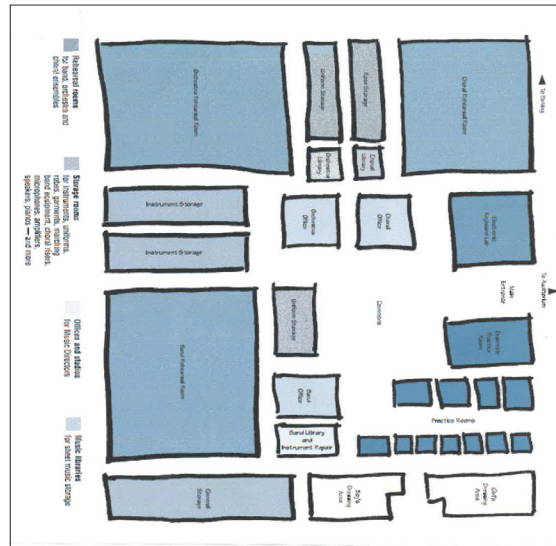 Rehearsal rooms
for band, orchestra and
choral ensembles
Storage rooms
for instruments, uniforms,
robes, garments, marching
band equipment, choral risers,
microphones, amplifiers,
speakers, pianos — and more
Offices and studios
for Music Directors
Music libraries
for sheet music storage
Orchestra Rehearsal Room
Uniform Storage
Choral Rehearsal Room
To Parking
Orchestra
Library
Choral
Library
Instrument Storage
Instrument Storage
Orchestra
Office
Choral
Office
Electronic
Keyboard Lab
To Auditorium
Main
Entrance
Commons
Band Rehearsal Room
Uniform Storage
Ensemble
Practice
Room
Band
Office
Band Library
and
Instrument Repair
Practice Rooms
General
Storage
Boy's
Dressing
Area
Girl's
Dressing
Area